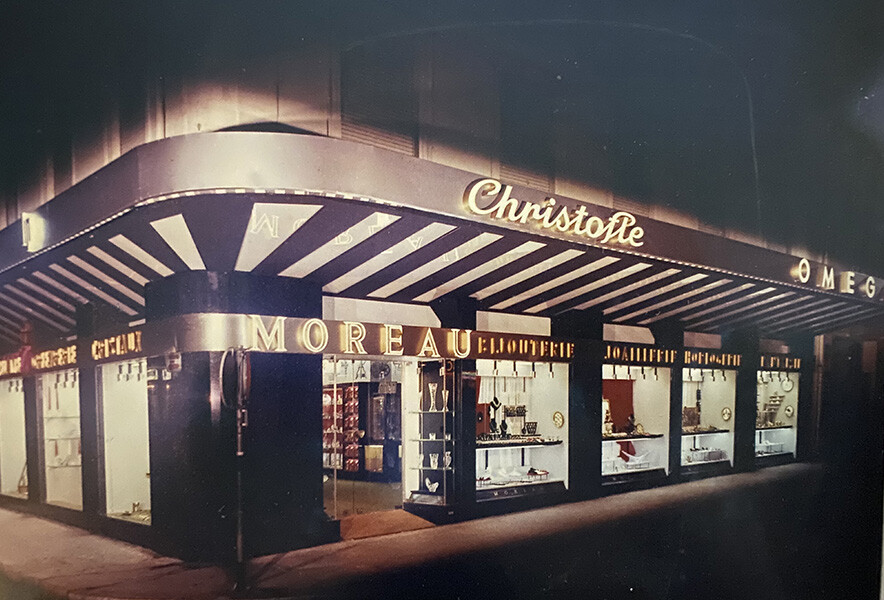 Christofle
OMEG
MOREAU BIJOUTERIE JOAILLERIE HORLOGERIE
CRISTAUX